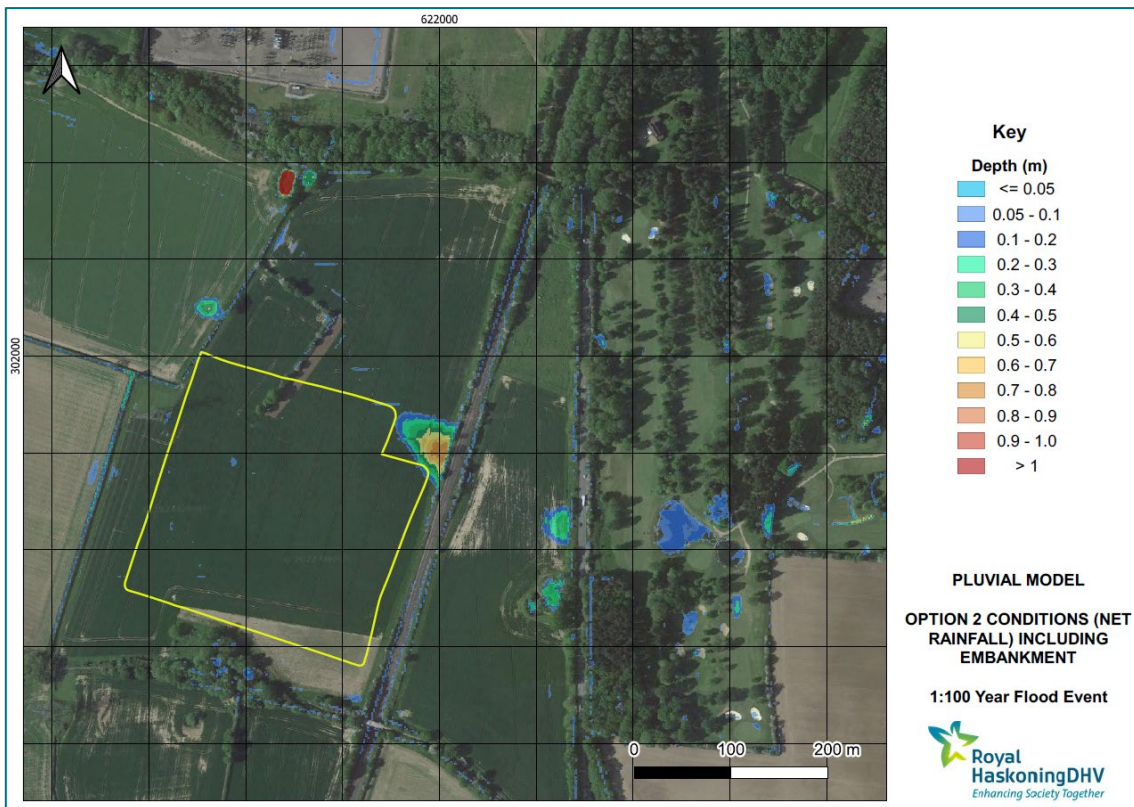 622000
302000
Key
Depth (m)
<= 0.05
0.05 - 0.1
0.1 - 0.2
0.2 - 0.3
0.3 - 0.4
0.4 - 0.5
0.5 - 0.6
0.6 - 0.7
0.7 - 0.8
0.8 - 0.9
0.9 - 1.0
> 1
PLUVIAL MODEL
OPTION 2 CONDITIONS (NET
RAINFALL) INCLUDING
EMBANKMENT
1:100 Year Flood Event
0 100 200 m
Royal
HaskoningDHV
Enhancing Society Together